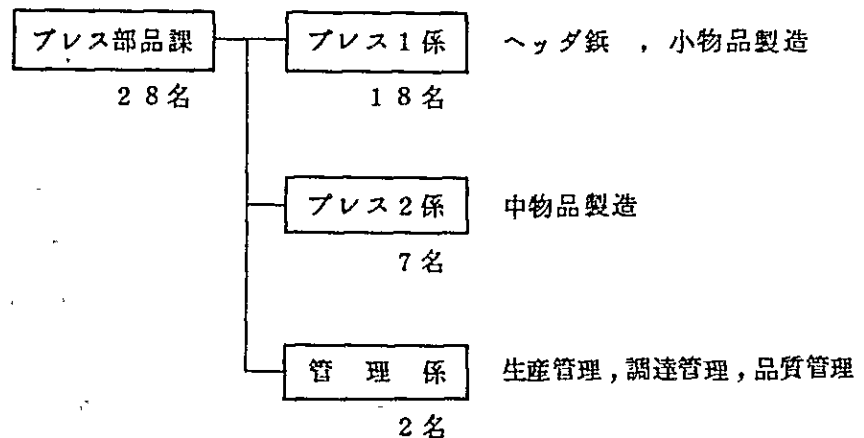 プレス部品課 プレス1係 ヘッダ鋲 , 小物品製造
28名 18名
プレス2係 中物品製造
7名
管理係 生産管理,調達管理,品質管理
2名